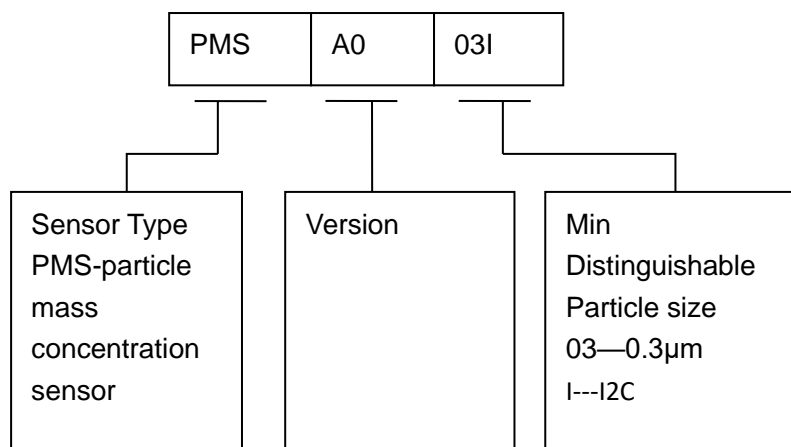 PMS A0 03I
Sensor Type
PMS-particle
mass
concentration
sensor
Version
Min
Distinguishable
Particle size
03—0.3μm
I---I2C